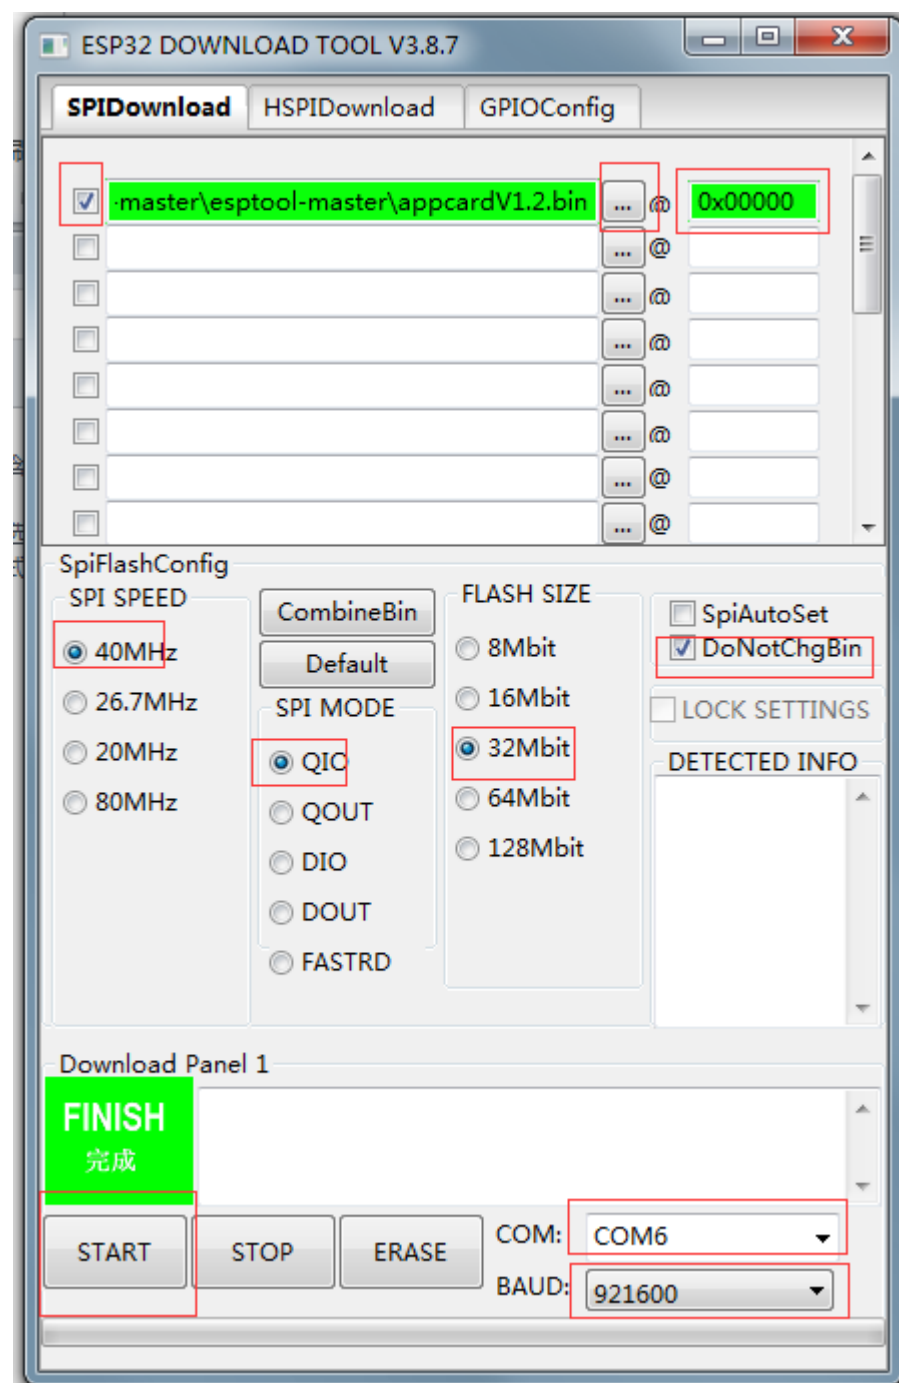 ESP32 DOWNLOAD TOOL V3.8.7
SPIDownload HSPIDownload GPIOConfig
-master\esptool-master\appcardV1.2.bin ... @ 0x00000
... @
... @
... @
... @
... @
... @
... @
SpiFlashConfig
SPI SPEED
40MHz
26.7MHz
20MHz
80MHz
CombineBin
Default
SPI MODE
QIO
QOUT
DIO
DOUT
FASTRD
FLASH SIZE
8Mbit
16Mbit
32Mbit
64Mbit
128Mbit
SpiAutoSet
DoNotChgBin
LOCK SETTINGS
DETECTED INFO
Download Panel 1
FINISH
完成
START STOP ERASE
COM: COM6
BAUD: 921600